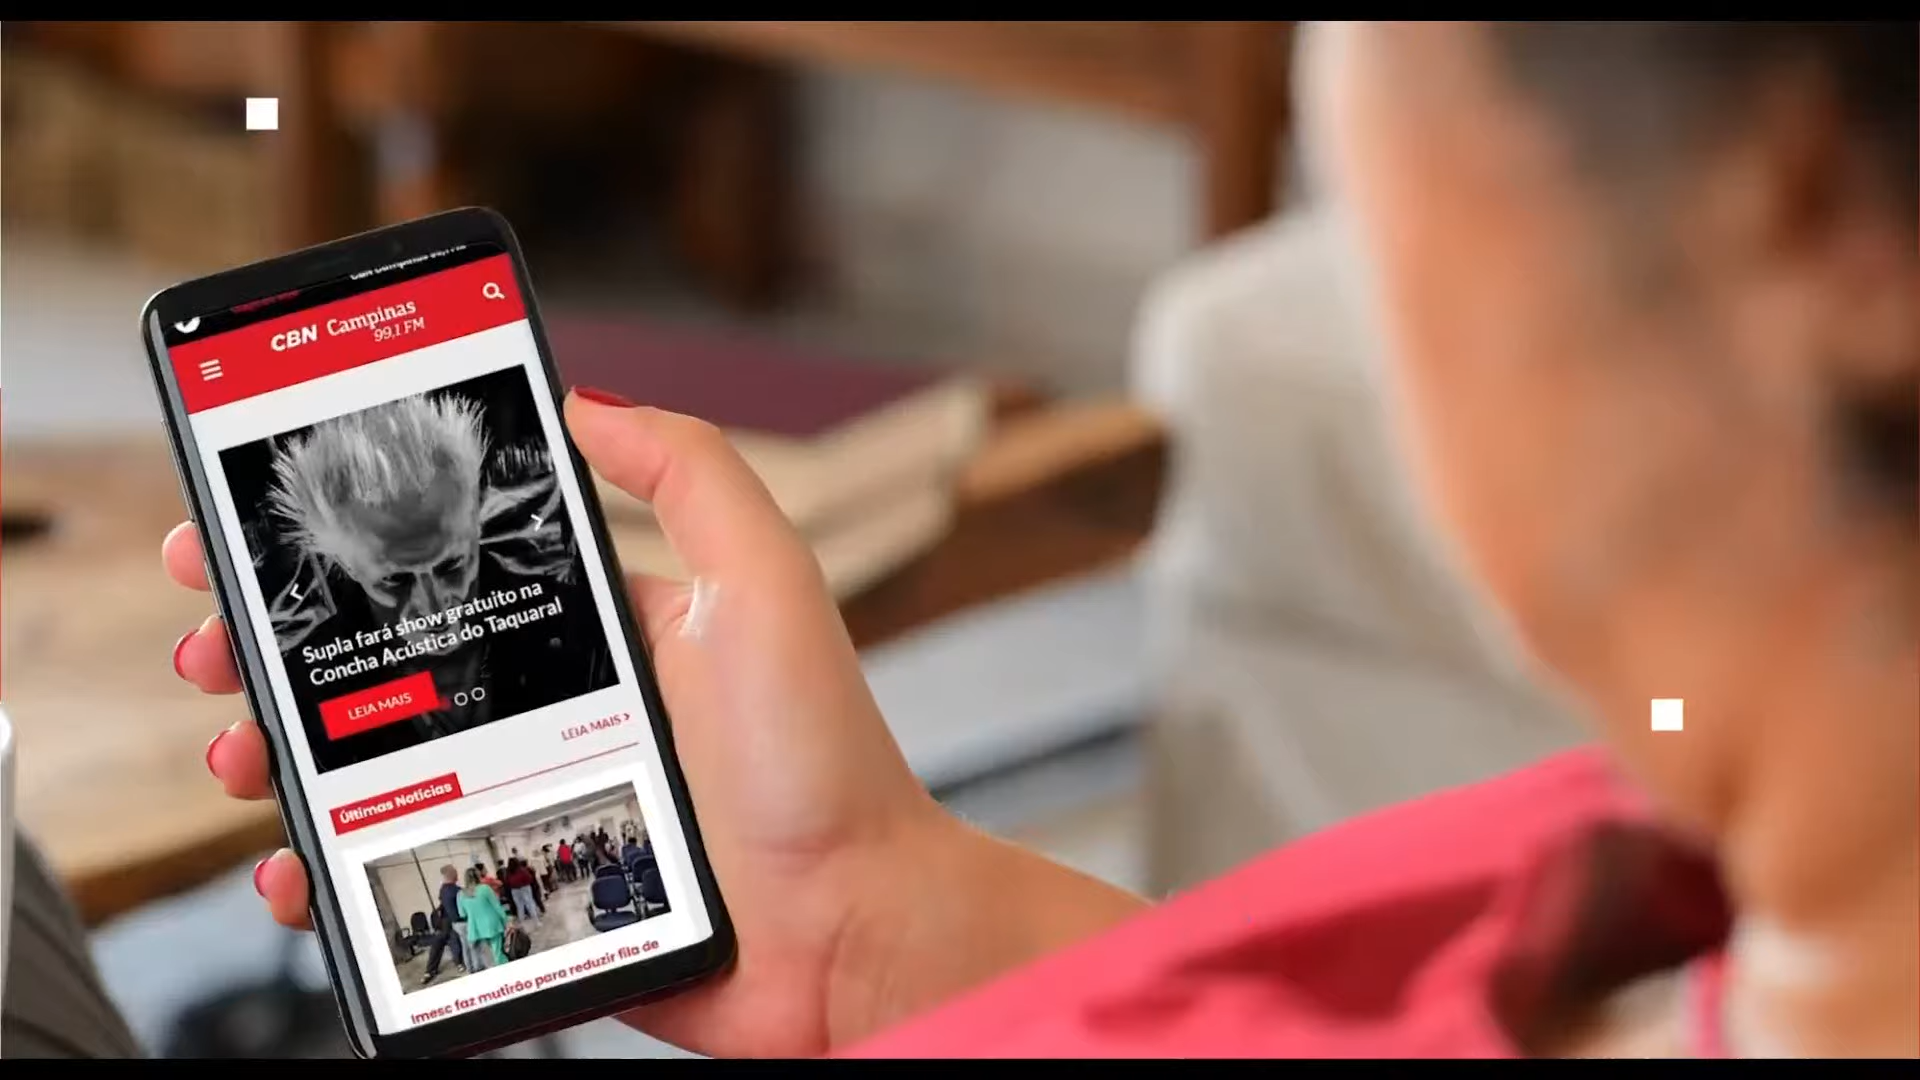 CBN Campinas
99,1 FM
Supla fará show gratuito na
Concha Acústica do Taquaral
LEIA MAIS
LEIA MAIS
Últimas Notícias
Imesc faz mutirão para reduzir fila de